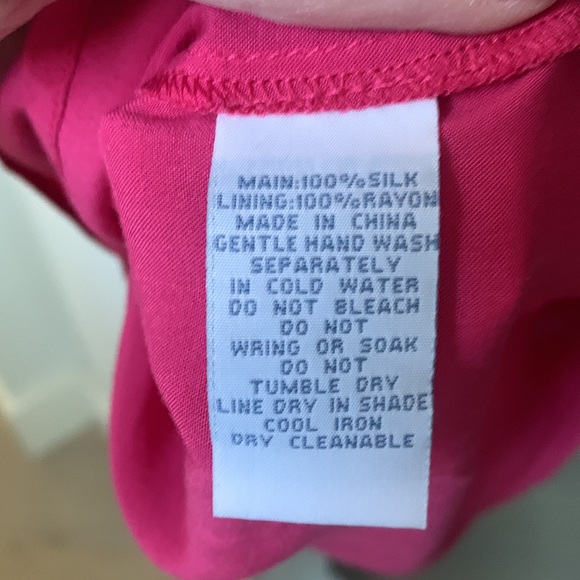 MAIN:100%SILK
LINING:100%RAYON
MADE IN CHINA
GENTLE HAND WASH
SEPARATELY
IN COLD WATER
DO NOT BLEACH
DO NOT
WRING OR SOAK
DO NOT
TUMBLE DRY
LINE DRY IN SHADE
COOL IRON
DRY CLEANABLE